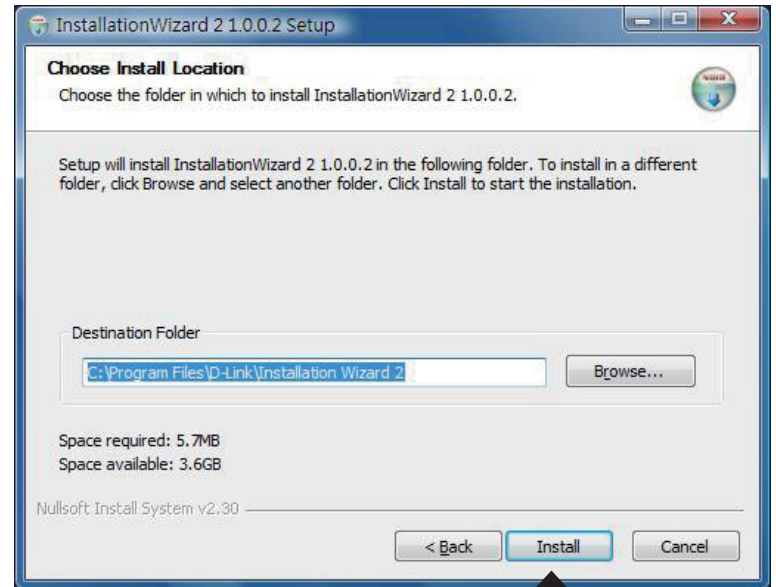 InstallationWizard 2 1.0.0.2 Setup
Choose Install Location
Choose the folder in which to install InstallationWizard 2 1.0.0.2.
Setup will install InstallationWizard 2 1.0.0.2 in the following folder. To install in a different
folder, click Browse and select another folder. Click Install to start the installation.
Destination Folder
C:\Program Files\D-Link\Installation Wizard 2
Browse...
Space required: 5.7MB
Space available: 3.6GB
Nullsoft Install System v2.30
< Back
Install
Cancel